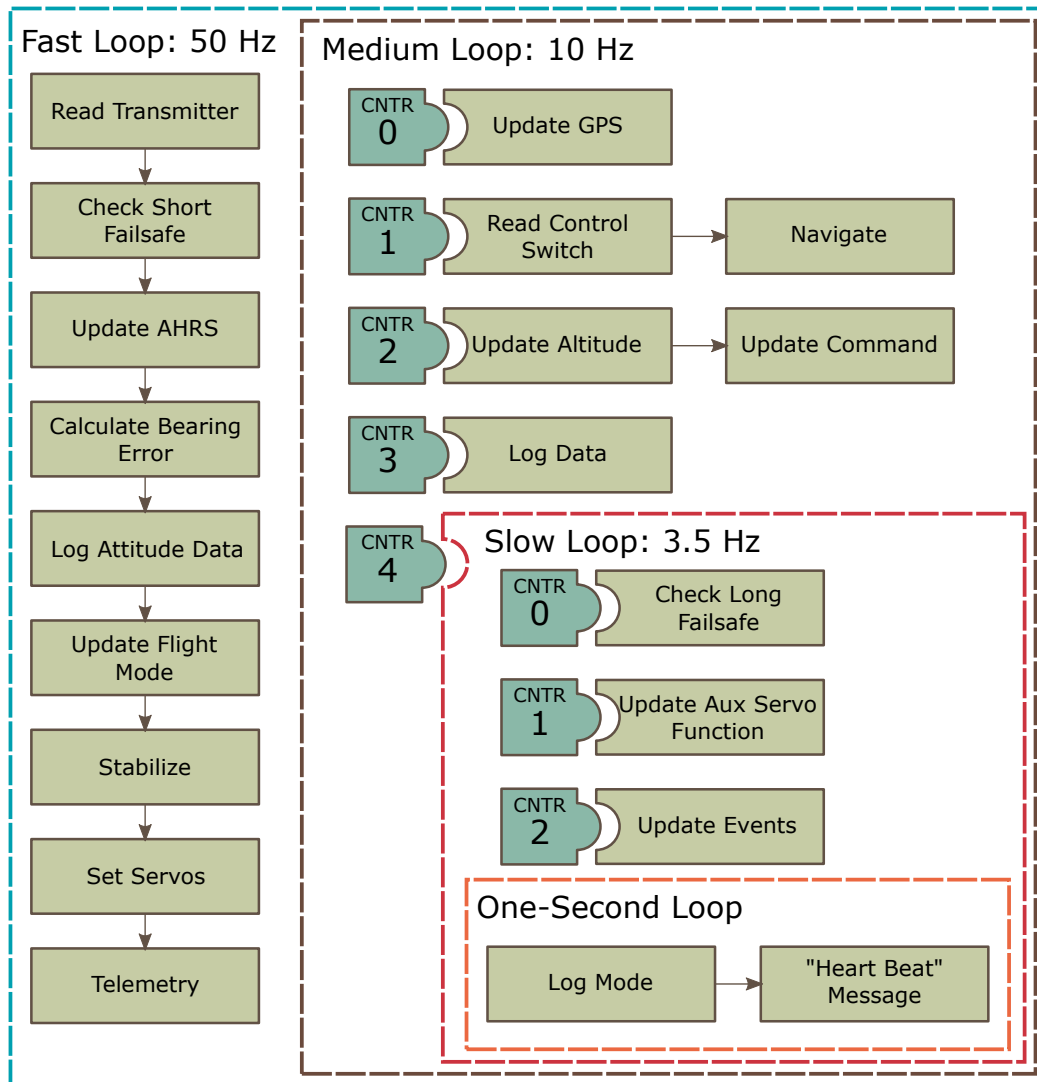 Fast Loop: 50 Hz
Read Transmitter
Check Short
Failsafe
Update AHRS
Calculate Bearing
Error
Log Attitude Data
Update Flight
Mode
Stabilize
Set Servos
Telemetry
Medium Loop: 10 Hz
CNTR
0
Update GPS
CNTR
1
Read Control
Switch
Navigate
CNTR
2
Update Altitude
Update Command
CNTR
3
Log Data
CNTR
4
Slow Loop: 3.5 Hz
CNTR
0
Check Long
Failsafe
CNTR
1
Update Aux Servo
Function
CNTR
2
Update Events
One-Second Loop
Log Mode
"Heart Beat"
Message